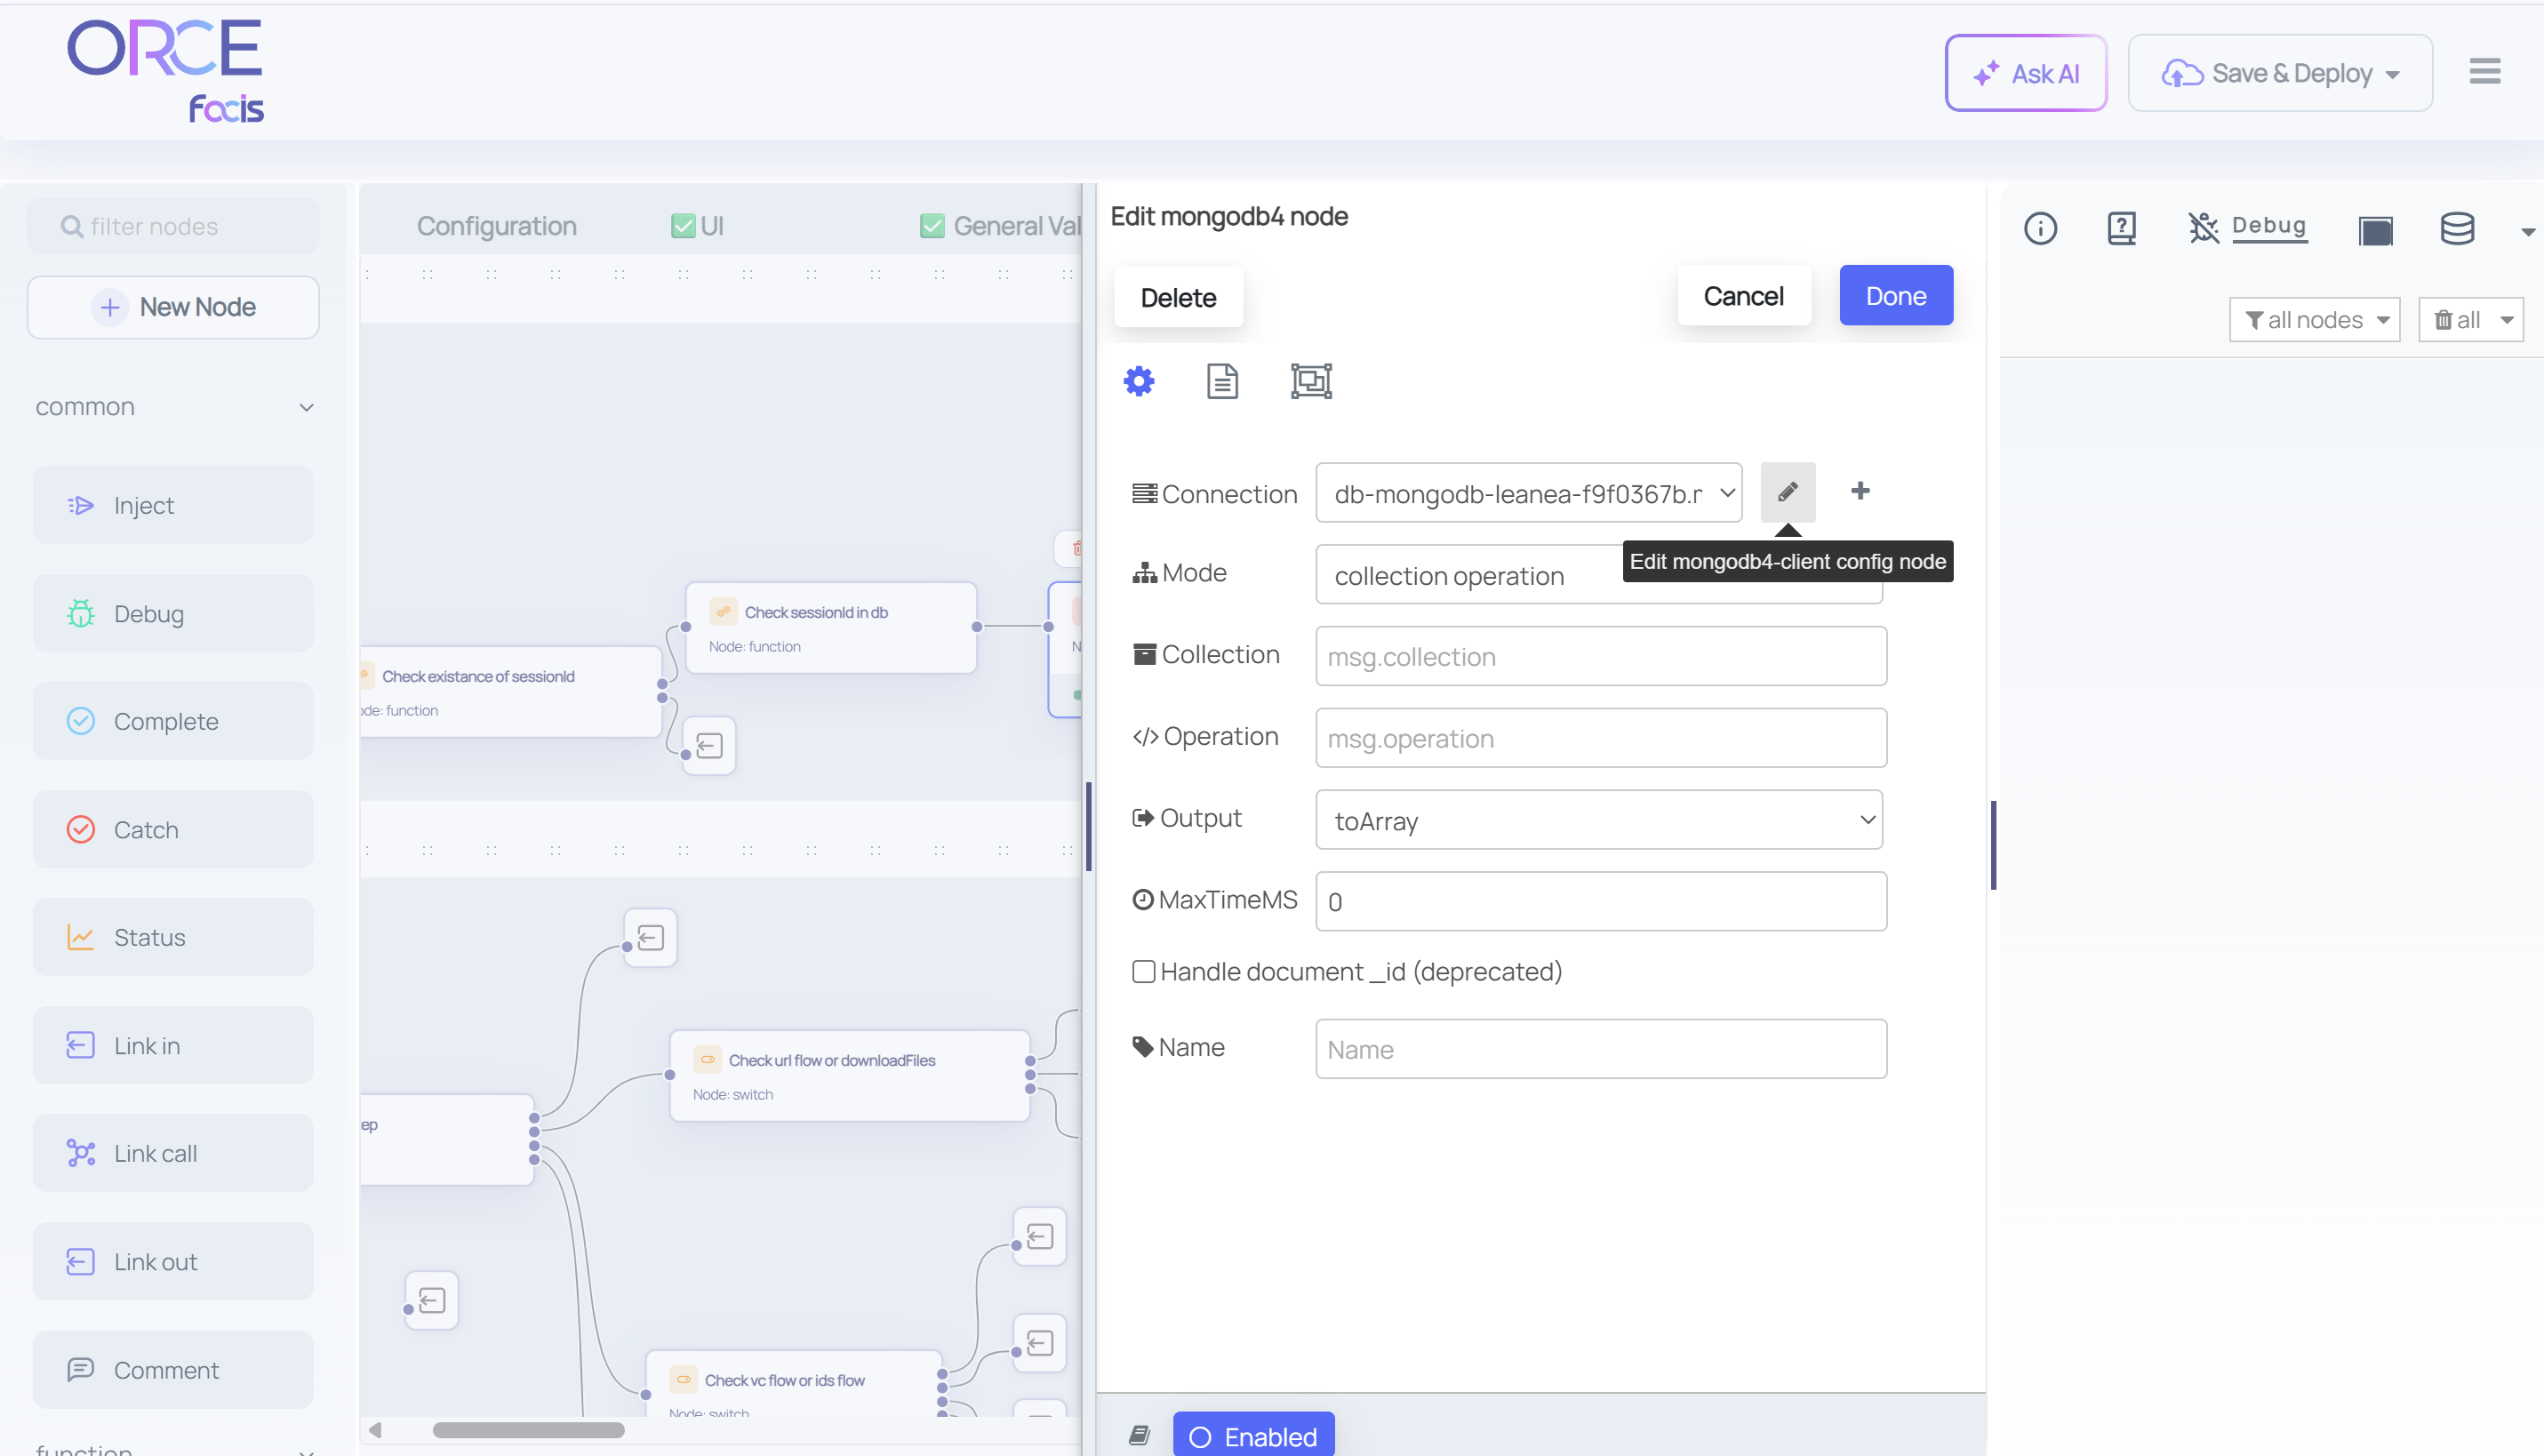 ORCE
facis
Ask AI
Save & Deploy
filter nodes
New Node
common
Inject
Debug
Complete
Catch
Status
Link in
Link call
Link out
Comment
function
Configuration
UI
General Val
Check sessionId in db
Node: function
Check existance of sessionId
ode: function
N
Check url flow or downloadFiles
Node: switch
ep
Check vc flow or ids flow
Node: switch
Edit mongodb4 node
Delete
Cancel
Done
Connection
db-mongodb-leanea-f9f0367b.r
Edit mongodb4-client config node
Mode
collection operation
Collection
msg.collection
Operation
msg.operation
Output
toArray
MaxTimeMS
0
Handle document _id (deprecated)
Name
Name
Enabled
Debug
all nodes
all